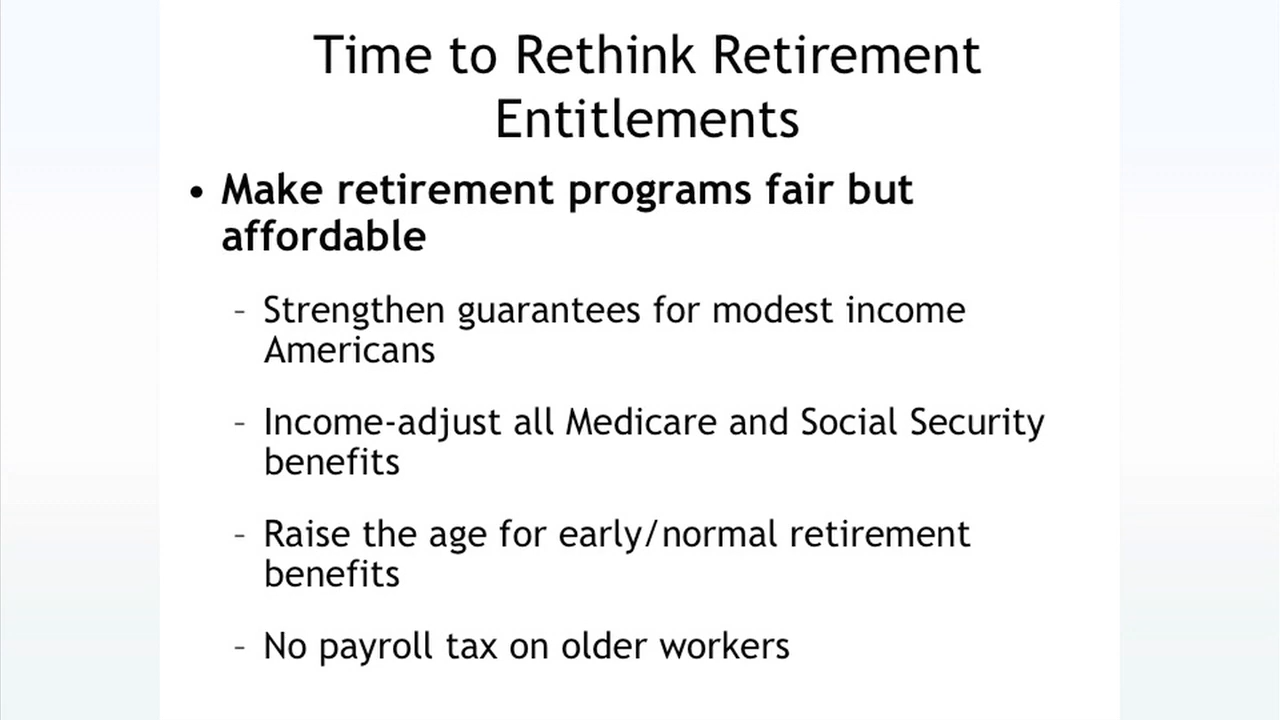 Time to Rethink Retirement
Entitlements
• Make retirement programs fair but
affordable
– Strengthen guarantees for modest income
Americans
– Income-adjust all Medicare and Social Security
benefits
– Raise the age for early/normal retirement
benefits
– No payroll tax on older workers